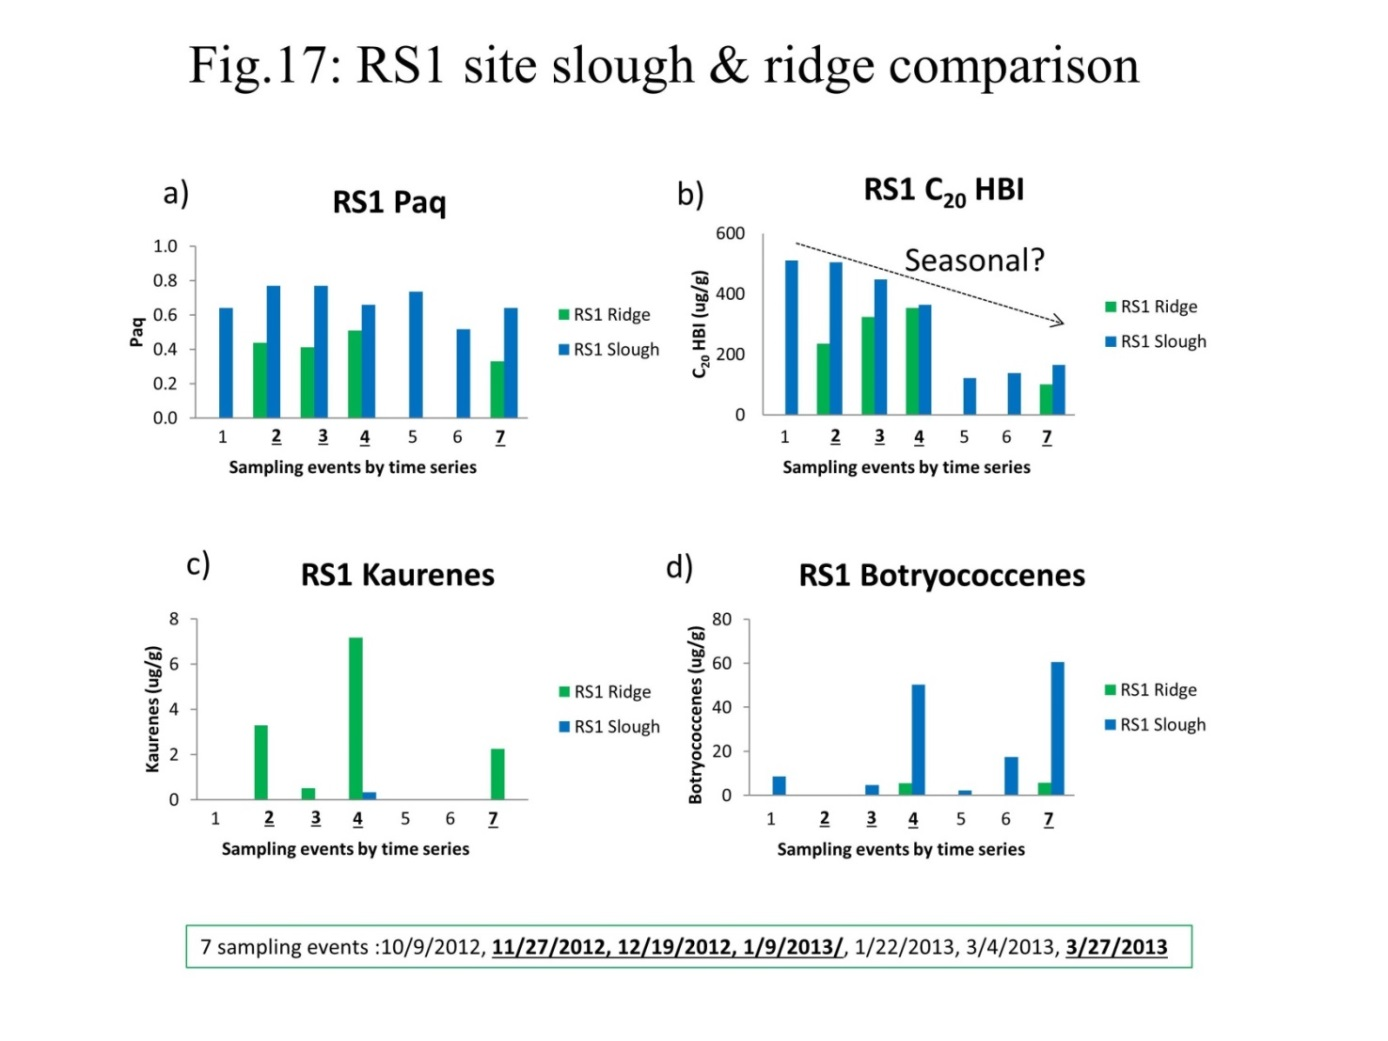 Fig.17: RS1 site slough & ridge comparison
a)
RS1 Paq
1.0
0.8
0.6
0.4
0.2
0.0
Paq
1 2 3 4 5 6 7
Sampling events by time series
RS1 Ridge
RS1 Slough
b)
RS1 C20 HBI
600
400
200
0
C20 HBI (ug/g)
Seasonal?
1 2 3 4 5 6 7
Sampling events by time series
RS1 Ridge
RS1 Slough
c)
RS1 Kaurenes
8
6
4
2
0
Kaurenes (ug/g)
1 2 3 4 5 6 7
Sampling events by time series
RS1 Ridge
RS1 Slough
d)
RS1 Botryococcenes
80
60
40
20
0
Botryococcenes (ug/g)
1 2 3 4 5 6 7
Sampling events by time series
RS1 Ridge
RS1 Slough
7 sampling events :10/9/2012, 11/27/2012, 12/19/2012, 1/9/2013/, 1/22/2013, 3/4/2013, 3/27/2013